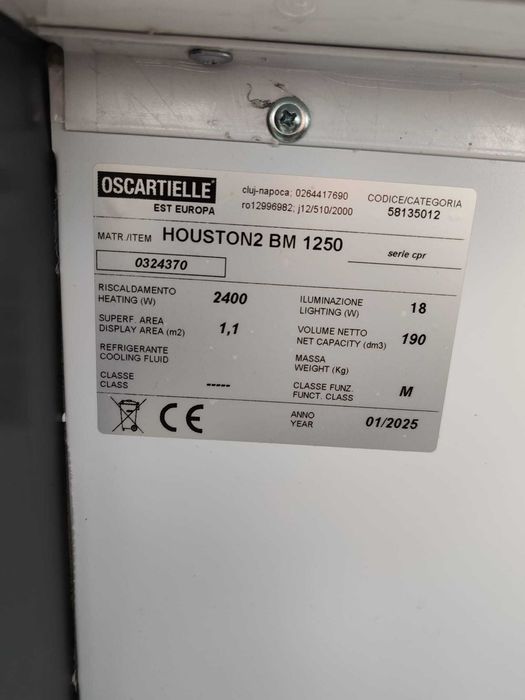 OSCARTIELLE
EST EUROPA
cluj-napoca; 0264417690
ro12996982; j12/510/2000
CODICE/CATEGORIA
58135012
MATR./ITEM HOUSTON2 BM 1250
serie cpr
0324370
RISCALDAMENTO
HEATING (W) 2400
ILUMINAZIONE
LIGHTING (W) 18
SUPERF. AREA
DISPLAY AREA (m2) 1,1
VOLUME NETTO
NET CAPACITY (dm3) 190
REFRIGERANTE
COOLING FLUID
MASSA
WEIGHT (Kg)
CLASSE
CLASS -----
CLASSE FUNZ.
FUNCT. CLASS M
CE
ANNO
YEAR 01/2025